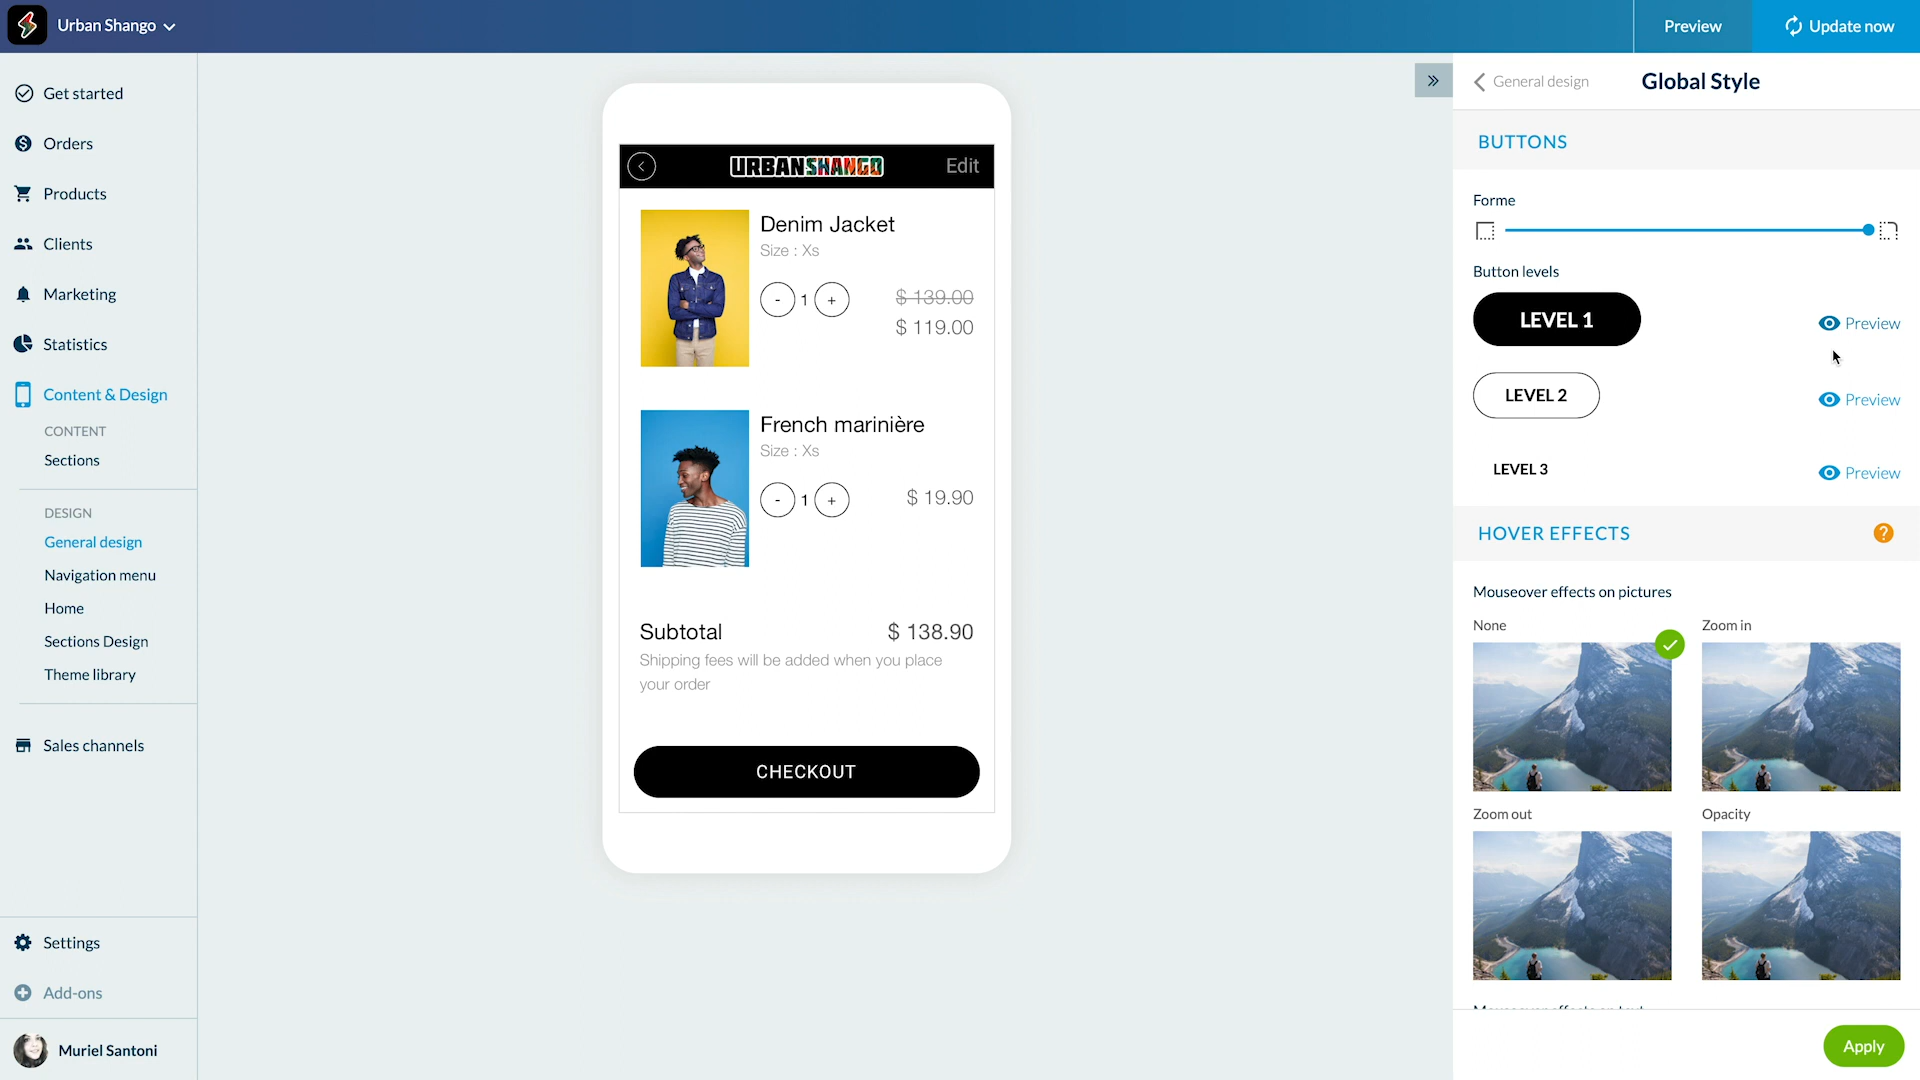 Urban Shango
Preview
Update now
Get started
Orders
Products
Clients
Marketing
Statistics
Content & Design
CONTENT
Sections
DESIGN
General design
Navigation menu
Home
Sections Design
Theme library
Sales channels
Settings
Add-ons
Muriel Santoni
URBANSHANGO
Edit
Denim Jacket
Size : Xs
- 1 +
$ 139.00
$ 119.00
French marinière
Size : Xs
- 1 +
$ 19.90
Subtotal
$ 138.90
Shipping fees will be added when you place
your order
CHECKOUT
General design
Global Style
BUTTONS
Forme
Button levels
LEVEL 1
Preview
LEVEL 2
Preview
LEVEL 3
Preview
HOVER EFFECTS
?
Mouseover effects on pictures
None
Zoom in
Zoom out
Opacity
Apply